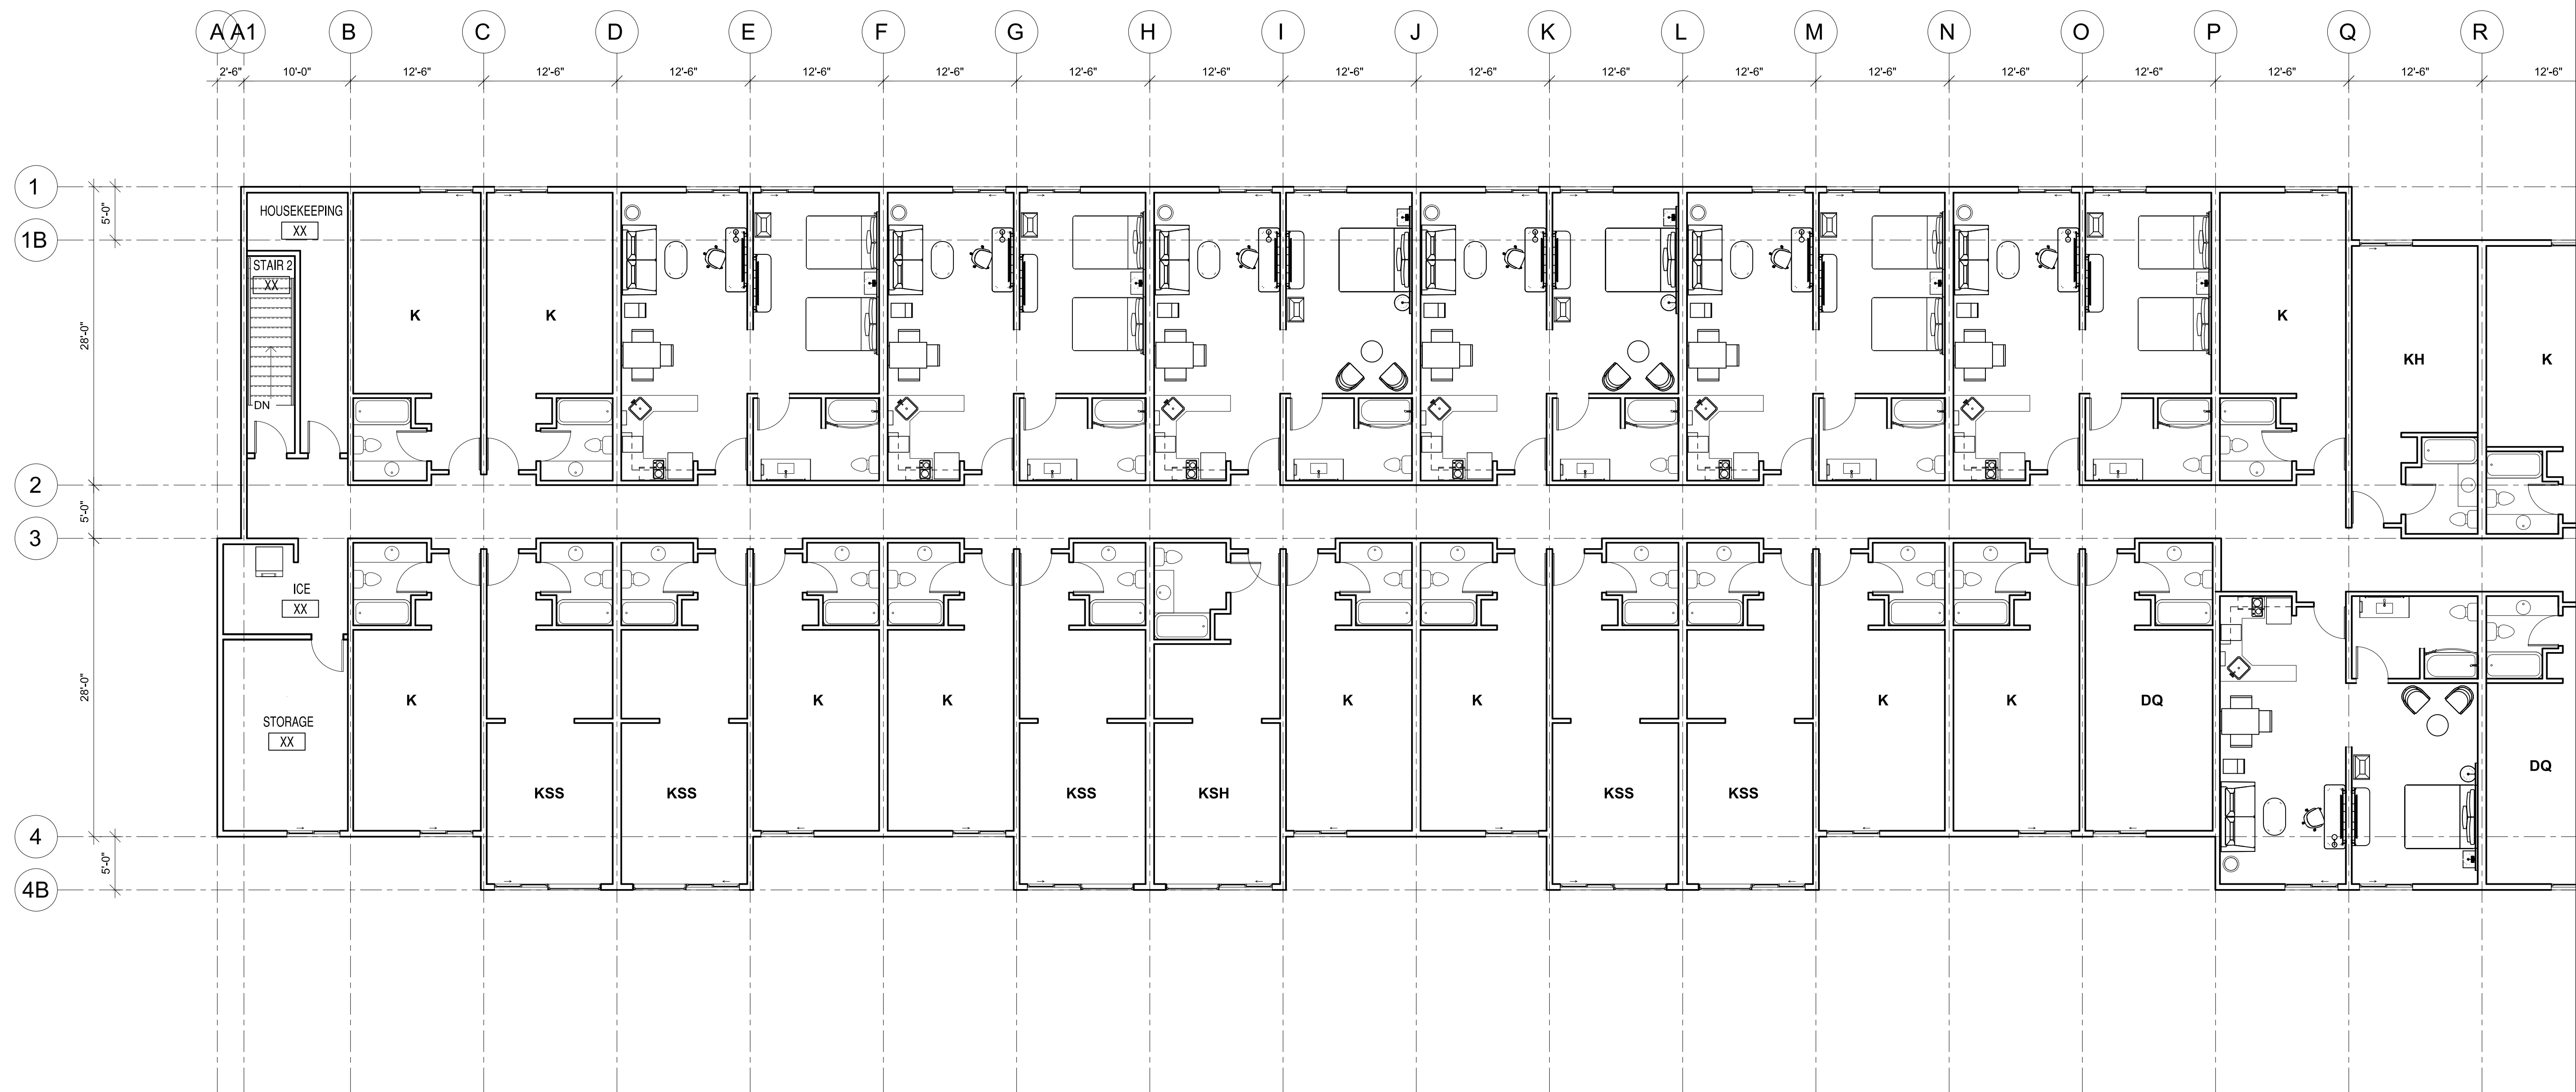 A A1 B C D E F G H I J K L M N O P Q R
2'-6" 10'-0" 12'-6" 12'-6" 12'-6" 12'-6" 12'-6" 12'-6" 12'-6" 12'-6" 12'-6" 12'-6" 12'-6" 12'-6" 12'-6" 12'-6" 12'-6" 12'-6" 12'-6"
1
5'-0"
HOUSEKEEPING
XX
1B
STAIR 2
XX
28'-0"
K K K
KH K
DN
2
5'-0"
3
ICE
XX
28'-0"
K K K K K K K DQ
STORAGE
XX
DQ
KSS KSS KSS KSH KSS KSS
4
5'-0"
4B